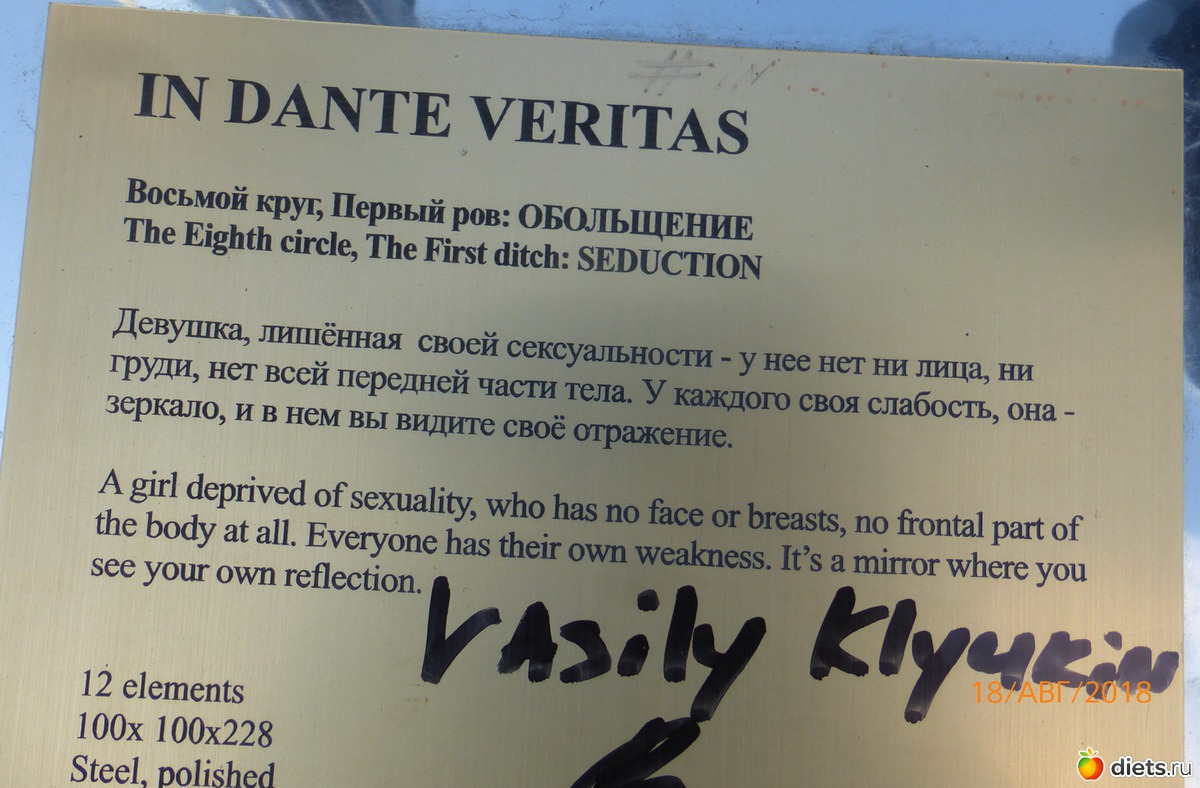 # IN
IN DANTE VERITAS
Восьмой круг, Первый ров: ОБОЛЬЩЕНИЕ
The Eighth circle, The First ditch: SEDUCTION
Девушка, лишённая своей сексуальности - у нее нет ни лица, ни
груди, нет всей передней части тела. У каждого своя слабость, она -
зеркало, и в нем вы видите своё отражение.
A girl deprived of sexuality, who has no face or breasts, no frontal part of
the body at all. Everyone has their own weakness. It’s a mirror where you
see your own reflection.
Vasily Klyukin
18/АВГ/2018
12 elements
100x 100x228
Steel, polished
diets.ru